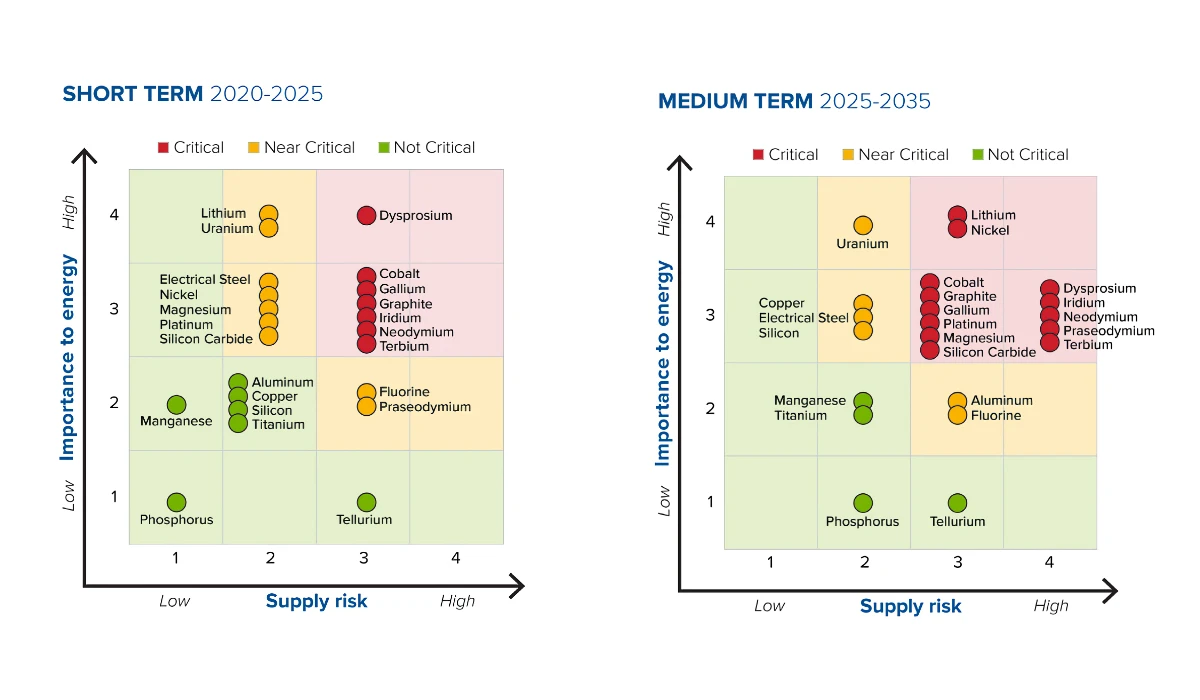 SHORT TERM 2020-2025
Critical
Near Critical
Not Critical
High
Importance to energy
Low
4
3
2
1
Lithium
Uranium
Dysprosium
Electrical Steel
Nickel
Magnesium
Platinum
Silicon Carbide
Cobalt
Gallium
Graphite
Iridium
Neodymium
Terbium
Manganese
Aluminum
Copper
Silicon
Titanium
Fluorine
Praseodymium
Phosphorus
Tellurium
1
2
3
4
Low
Supply risk
High
MEDIUM TERM 2025-2035
Critical
Near Critical
Not Critical
High
Importance to energy
Low
4
3
2
1
Uranium
Lithium
Nickel
Copper
Electrical Steel
Silicon
Cobalt
Graphite
Gallium
Platinum
Magnesium
Silicon Carbide
Dysprosium
Iridium
Neodymium
Praseodymium
Terbium
Manganese
Titanium
Aluminum
Fluorine
Phosphorus
Tellurium
1
2
3
4
Low
Supply risk
High